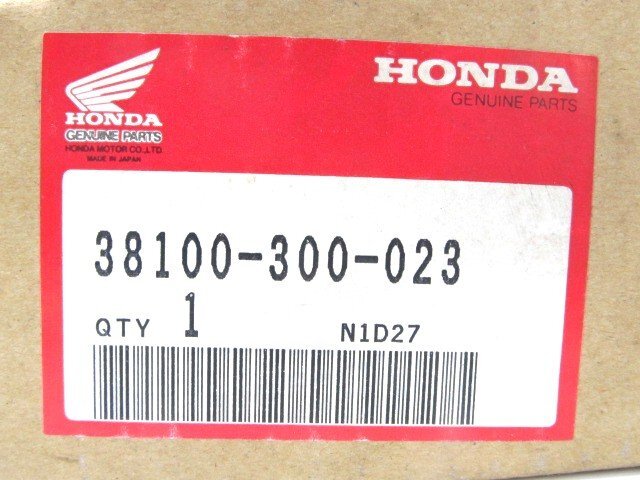 HONDA
GENUINE PARTS
HONDA MOTOR CO.,LTD.
MADE IN JAPAN
HONDA
GENUINE PARTS
38100-300-023
QTY 1 N1D27